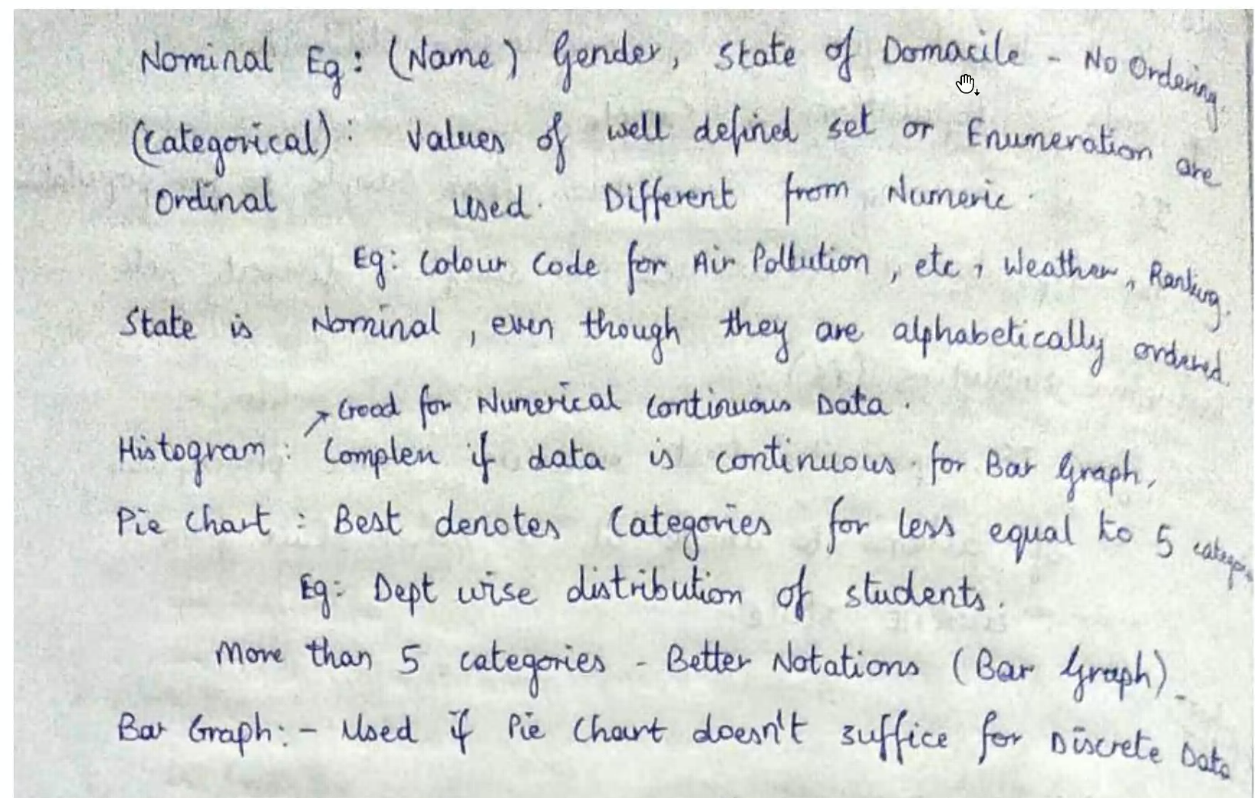 Nominal Eg: (Name) Gender, State of Domacile - No Ordering.
(Categorical): Values of well defined set or Enumeration are
Ordinal used. Different from Numeric.
Eg: Colour Code for Air Pollution, etc, Weather, Ranking.
State is Nominal, even though they are alphabetically ordered.
→ Good for Numerical Continuous Data.
Histogram: Complex if data is continuous for Bar Graph.
Pie Chart: Best denotes Categories for less equal to 5
Eg: Dept wise distribution of students.
More than 5 categories - Better Notations (Bar Graph)
Bar Graph:- Used if Pie Chart doesn't suffice for Discrete Data